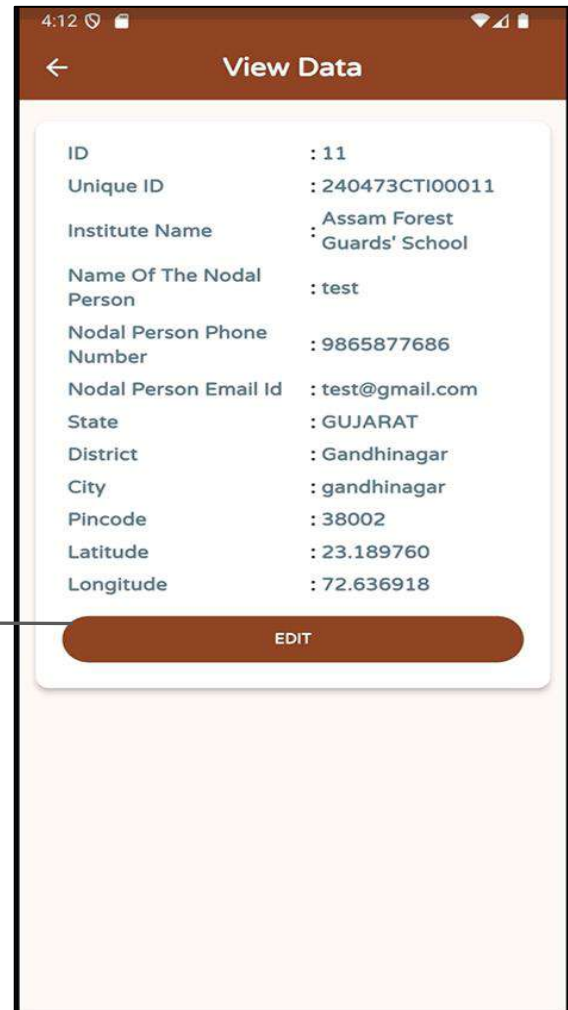 4:12
View Data
ID : 11
Unique ID : 240473CTI00011
Institute Name : Assam Forest
Guards' School
Name Of The Nodal
Person : test
Nodal Person Phone
Number : 9865877686
Nodal Person Email Id : test@gmail.com
State : GUJARAT
District : Gandhinagar
City : gandhinagar
Pincode : 38002
Latitude : 23.189760
Longitude : 72.636918
EDIT